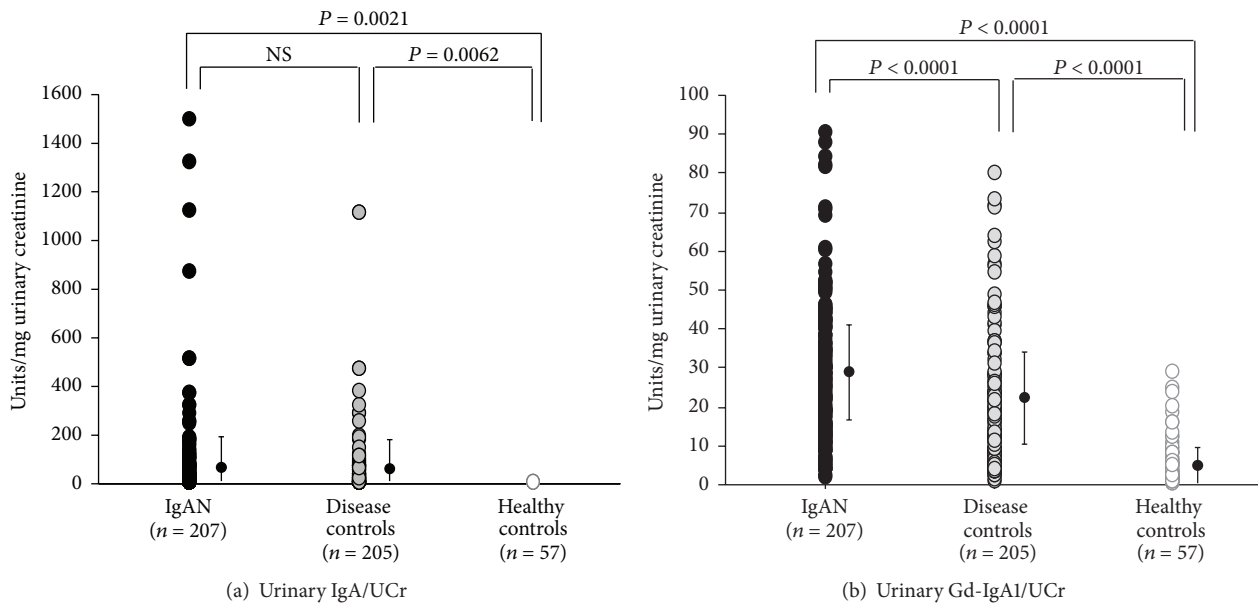 P = 0.0021
NS
P = 0.0062
Units/mg urinary creatinine
1600
1400
1200
1000
800
600
400
200
0
IgAN
(n = 207)
Disease
controls
(n = 205)
Healthy
controls
(n = 57)
(a) Urinary IgA/UCr
P < 0.0001
P < 0.0001
P < 0.0001
Units/mg urinary creatinine
100
90
80
70
60
50
40
30
20
10
0
IgAN
(n = 207)
Disease
controls
(n = 205)
Healthy
controls
(n = 57)
(b) Urinary Gd-IgA1/UCr